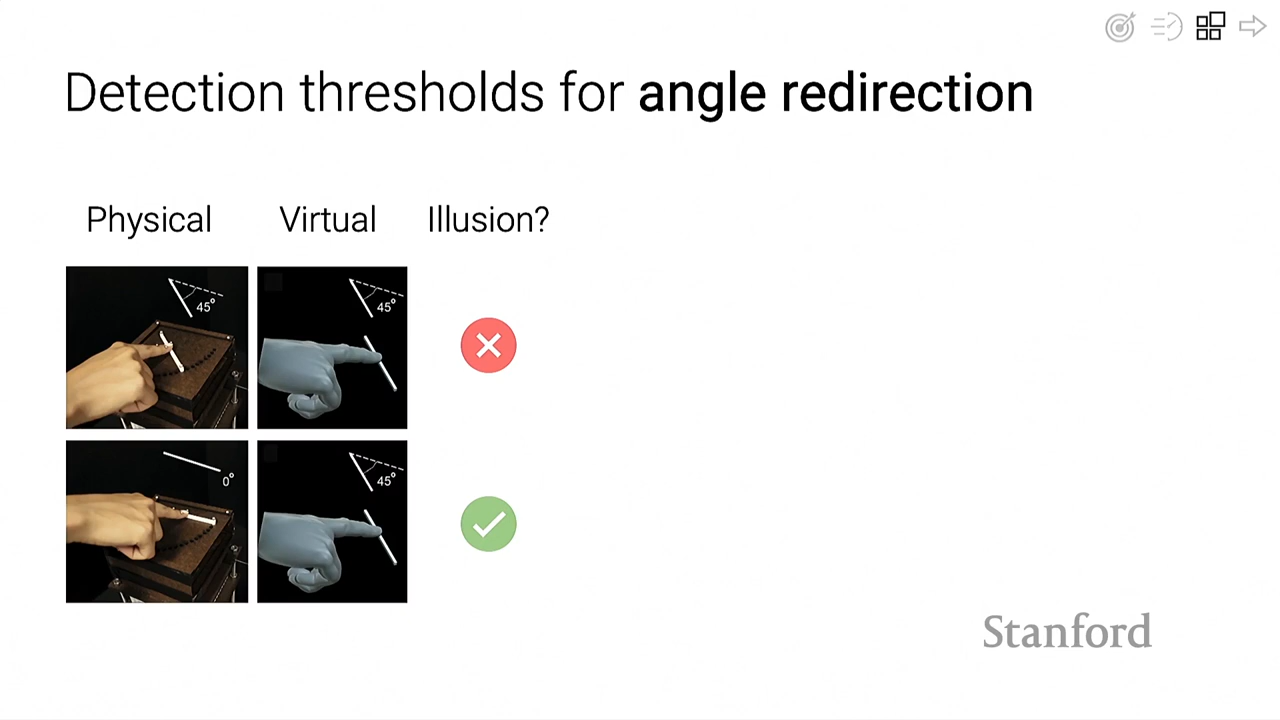 Detection thresholds for angle redirection
Physical Virtual Illusion?
45°
45°
0°
45°
Stanford